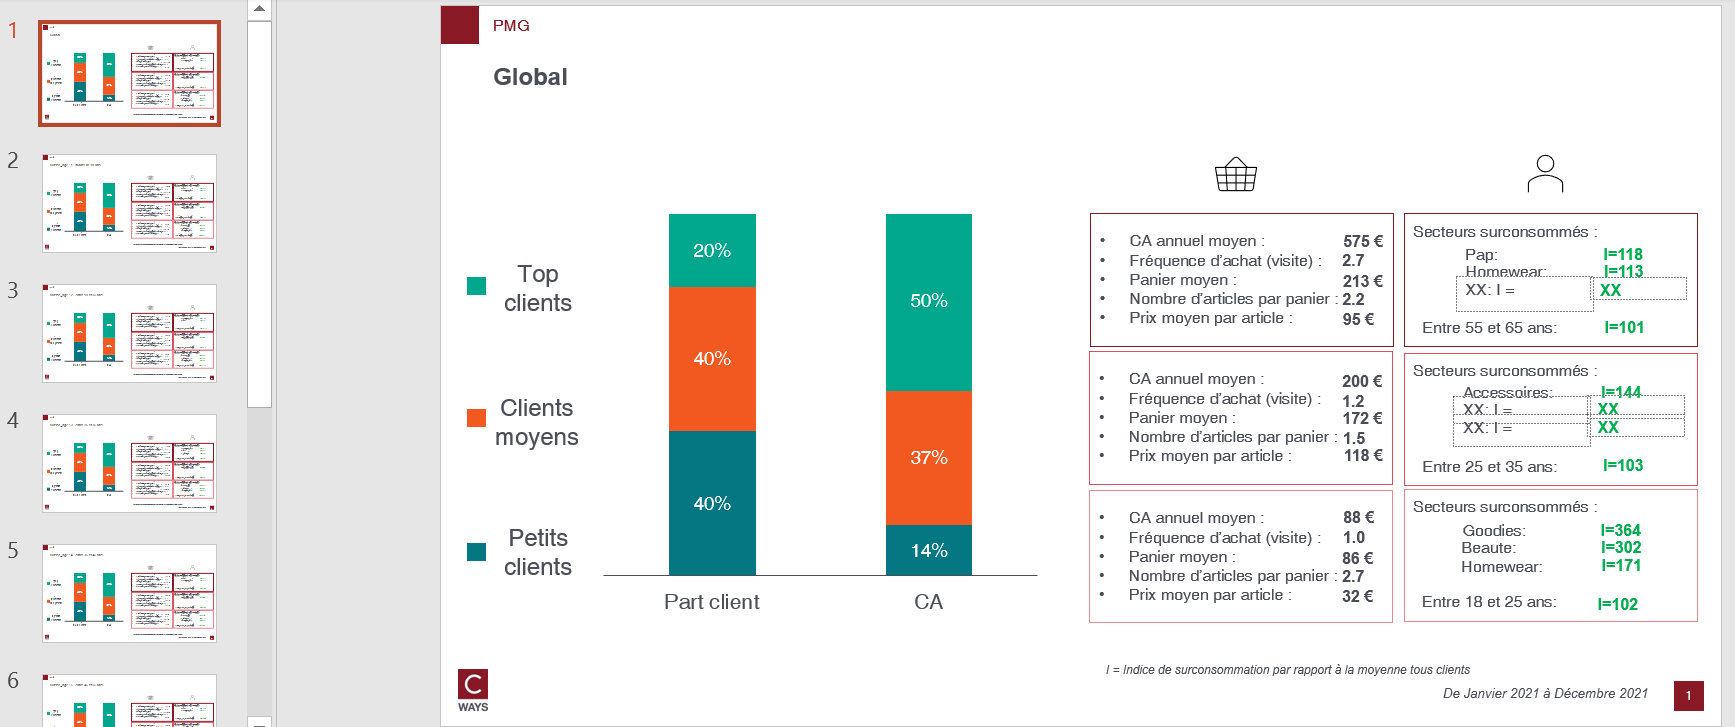 1
2
3
4
5
6
PMG
Global
Top
clients
Clients
moyens
Petits
clients
20%
40%
40%
50%
37%
14%
Part client
CA
• CA annuel moyen : 575 €
• Fréquence d'achat (visite) : 2.7
• Panier moyen : 213 €
• Nombre d'articles par panier : 2.2
• Prix moyen par article : 95 €
Secteurs surconsommés :
Pap: I=118
Homewear: I=113
XX: I = XX
Entre 55 et 65 ans: I=101
• CA annuel moyen : 200 €
• Fréquence d'achat (visite) : 1.2
• Panier moyen : 172 €
• Nombre d'articles par panier : 1.5
• Prix moyen par article : 118 €
Secteurs surconsommés :
Accessoires: I=144
XX: I = XX
XX: I = XX
Entre 25 et 35 ans: I=103
• CA annuel moyen : 88 €
• Fréquence d'achat (visite) : 1.0
• Panier moyen : 86 €
• Nombre d'articles par panier : 2.7
• Prix moyen par article : 32 €
Secteurs surconsommés :
Goodies: I=364
Beaute: I=302
Homewear: I=171
Entre 18 et 25 ans: I=102
I = Indice de surconsommation par rapport à la moyenne tous clients
De Janvier 2021 à Décembre 2021
1
C
WAYS